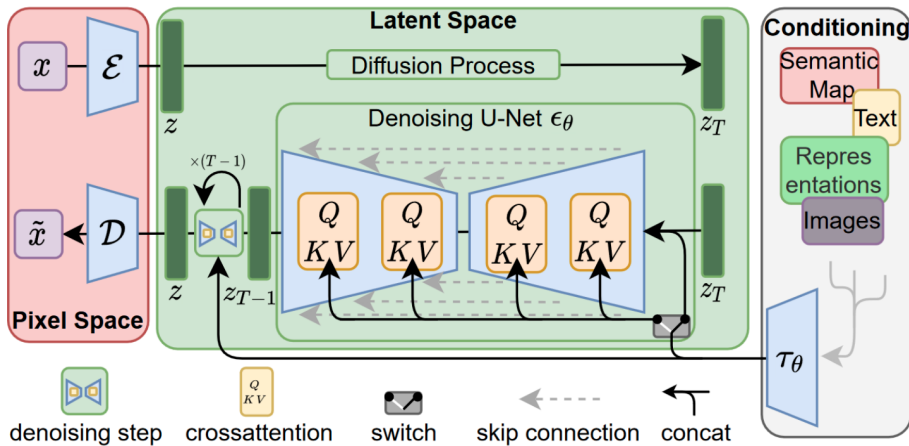 Latent Space
Conditioning
x
ℰ
z
Diffusion Process
z_T
Semantic
Map
Text
Repres
entations
Images
Denoising U-Net ϵ_θ
×(T−1)
Q
KV
Q
KV
Q
KV
Q
KV
x̃
𝒟
z
z_{T−1}
z_T
Pixel Space
τ_θ
Q
KV
denoising step
crossattention
switch
skip connection
concat